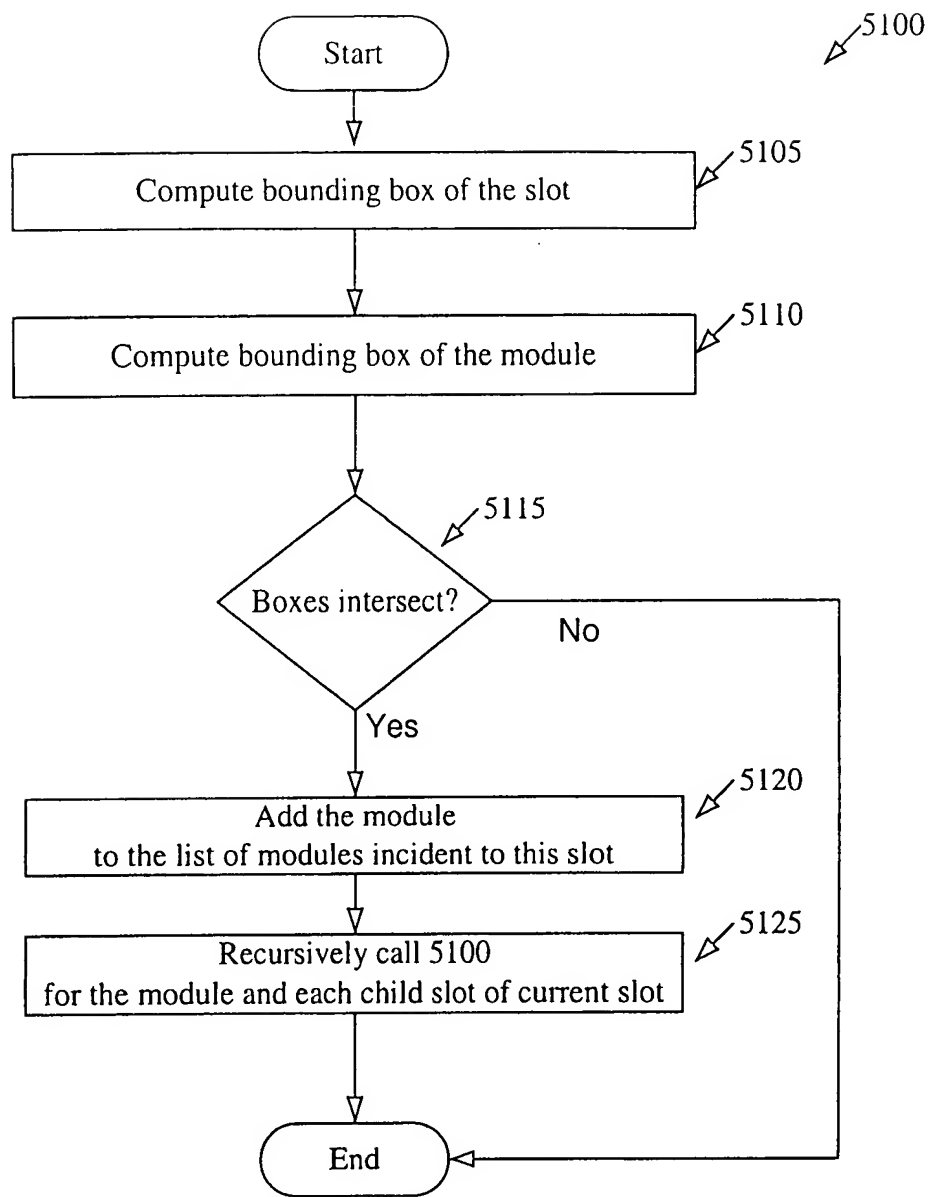 5100
Start
5105
Compute bounding box of the slot
5110
Compute bounding box of the module
5115
Boxes intersect?
No
Yes
5120
Add the module
to the list of modules incident to this slot
5125
Recursively call 5100
for the module and each child slot of current slot
End